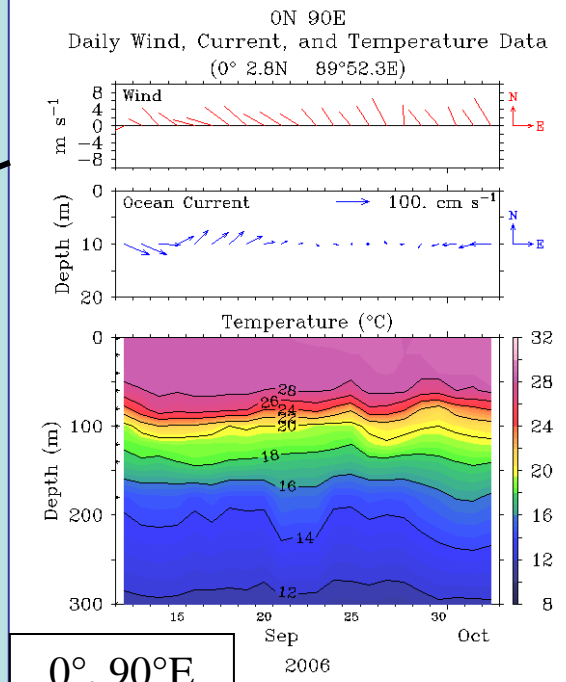 0N 90E
Daily Wind, Current, and Temperature Data
(0° 2.8N 89°52.3E)
Wind
8
4
0
−4
−8
m s⁻¹
N
E
Ocean Current 100. cm s⁻¹
0
10
20
Depth (m)
N
E
Temperature (°C)
0
100
200
300
Depth (m)
28
26
24
22
20
18
16
14
12
32
28
24
20
16
12
8
15 20 25 30
Sep Oct
2006
0°, 90°E